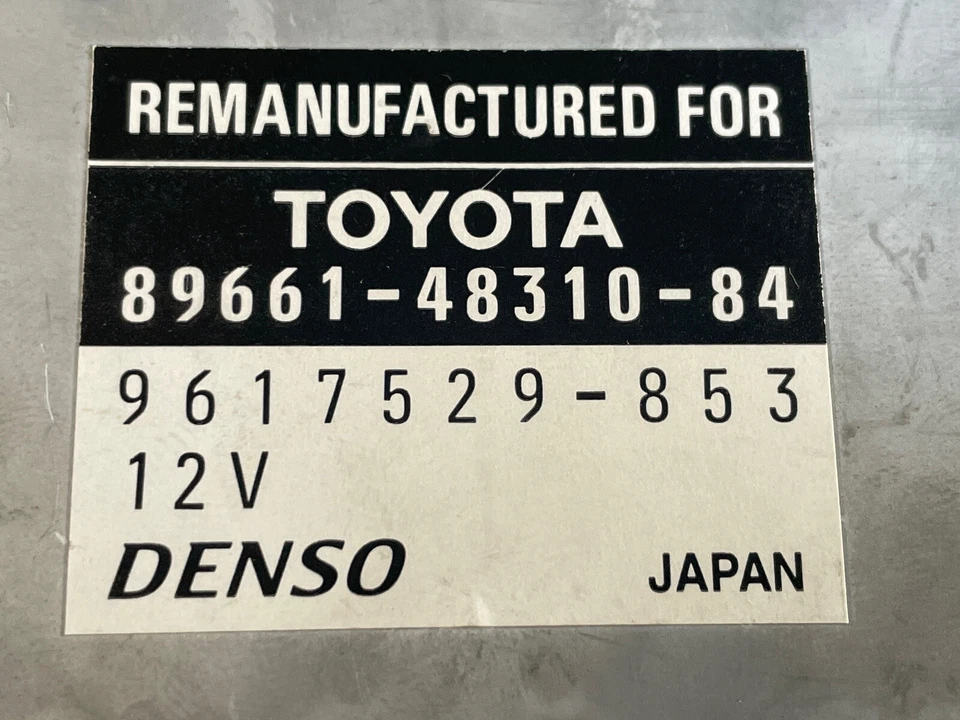 REMANUFACTURED FOR
TOYOTA
89661-48310-84
9617529-853
12V
DENSO JAPAN